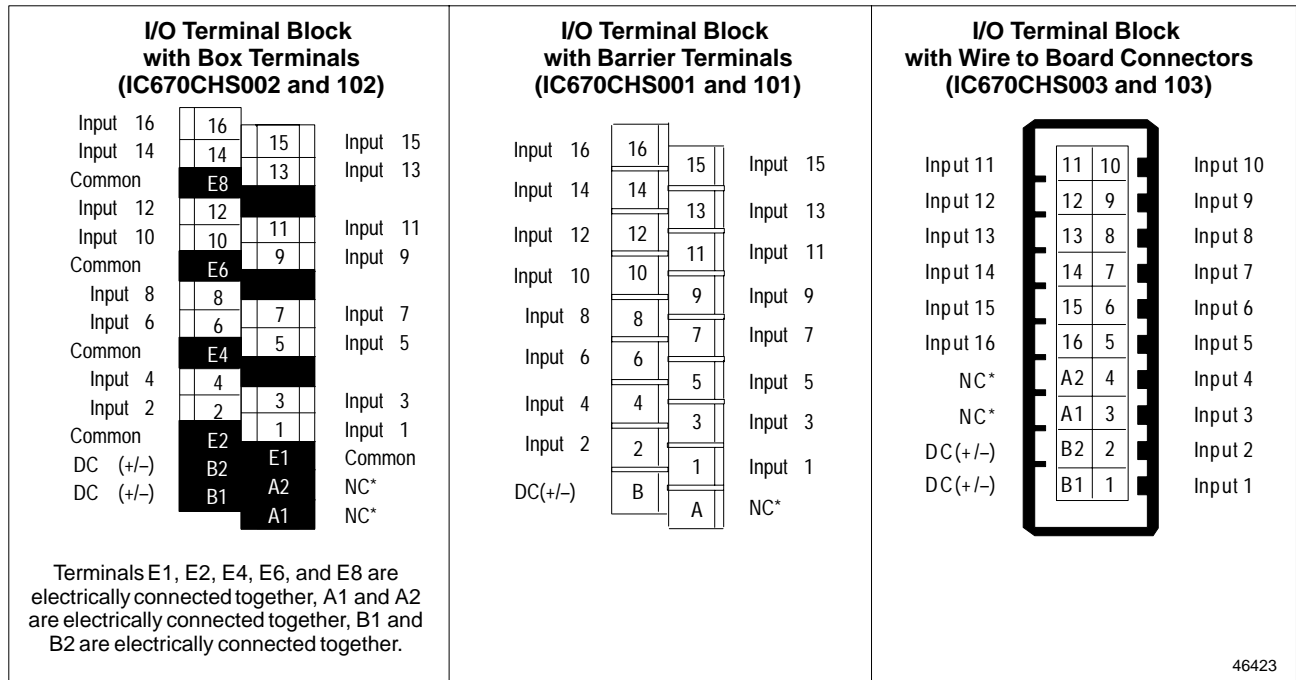 I/O Terminal Block
with Box Terminals
(IC670CHS002 and 102)
Input 16 16
15 Input 15
Input 14 14
13 Input 13
Common E8
Input 12 12
11 Input 11
Input 10 10
9 Input 9
Common E6
Input 8 8
7 Input 7
Input 6 6
5 Input 5
Common E4
Input 4 4
3 Input 3
Input 2 2
1 Input 1
Common E2
E1 Common
DC (+/–) B2
A2 NC*
DC (+/–) B1
A1 NC*
Terminals E1, E2, E4, E6, and E8 are
electrically connected together, A1 and A2
are electrically connected together, B1 and
B2 are electrically connected together.
I/O Terminal Block
with Barrier Terminals
(IC670CHS001 and 101)
Input 16 16
15 Input 15
Input 14 14
13 Input 13
Input 12 12
11 Input 11
Input 10 10
9 Input 9
Input 8 8
7 Input 7
Input 6 6
5 Input 5
Input 4 4
3 Input 3
Input 2 2
1 Input 1
DC(+/–) B
A NC*
I/O Terminal Block
with Wire to Board Connectors
(IC670CHS003 and 103)
Input 11 11 10 Input 10
Input 12 12 9 Input 9
Input 13 13 8 Input 8
Input 14 14 7 Input 7
Input 15 15 6 Input 6
Input 16 16 5 Input 5
NC* A2 4 Input 4
NC* A1 3 Input 3
DC(+/–) B2 2 Input 2
DC(+/–) B1 1 Input 1
46423